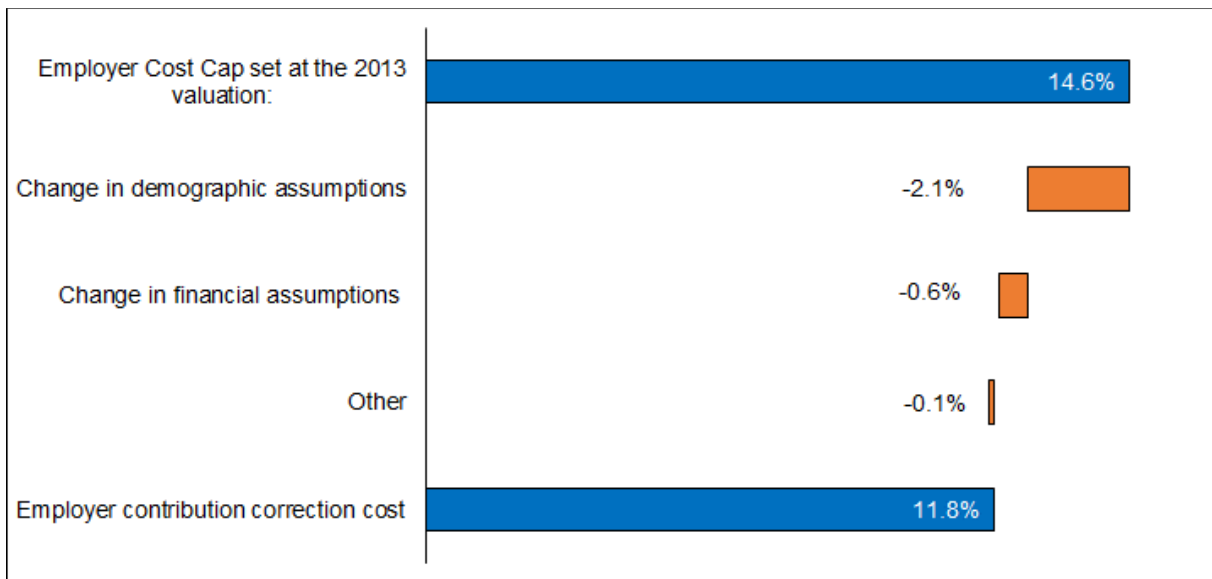 Employer Cost Cap set at the 2013
valuation:
14.6%
Change in demographic assumptions
-2.1%
Change in financial assumptions
-0.6%
Other
-0.1%
Employer contribution correction cost
11.8%